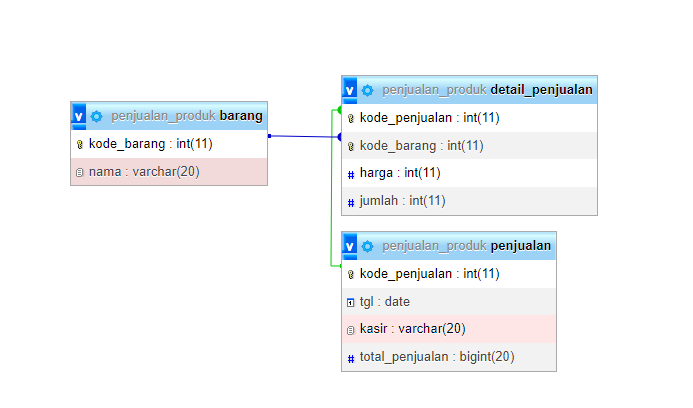 penjualan_produk barang
kode_barang : int(11)
nama : varchar(20)
penjualan_produk detail_penjualan
kode_penjualan : int(11)
kode_barang : int(11)
# harga : int(11)
# jumlah : int(11)
penjualan_produk penjualan
kode_penjualan : int(11)
tgl : date
kasir : varchar(20)
# total_penjualan : bigint(20)